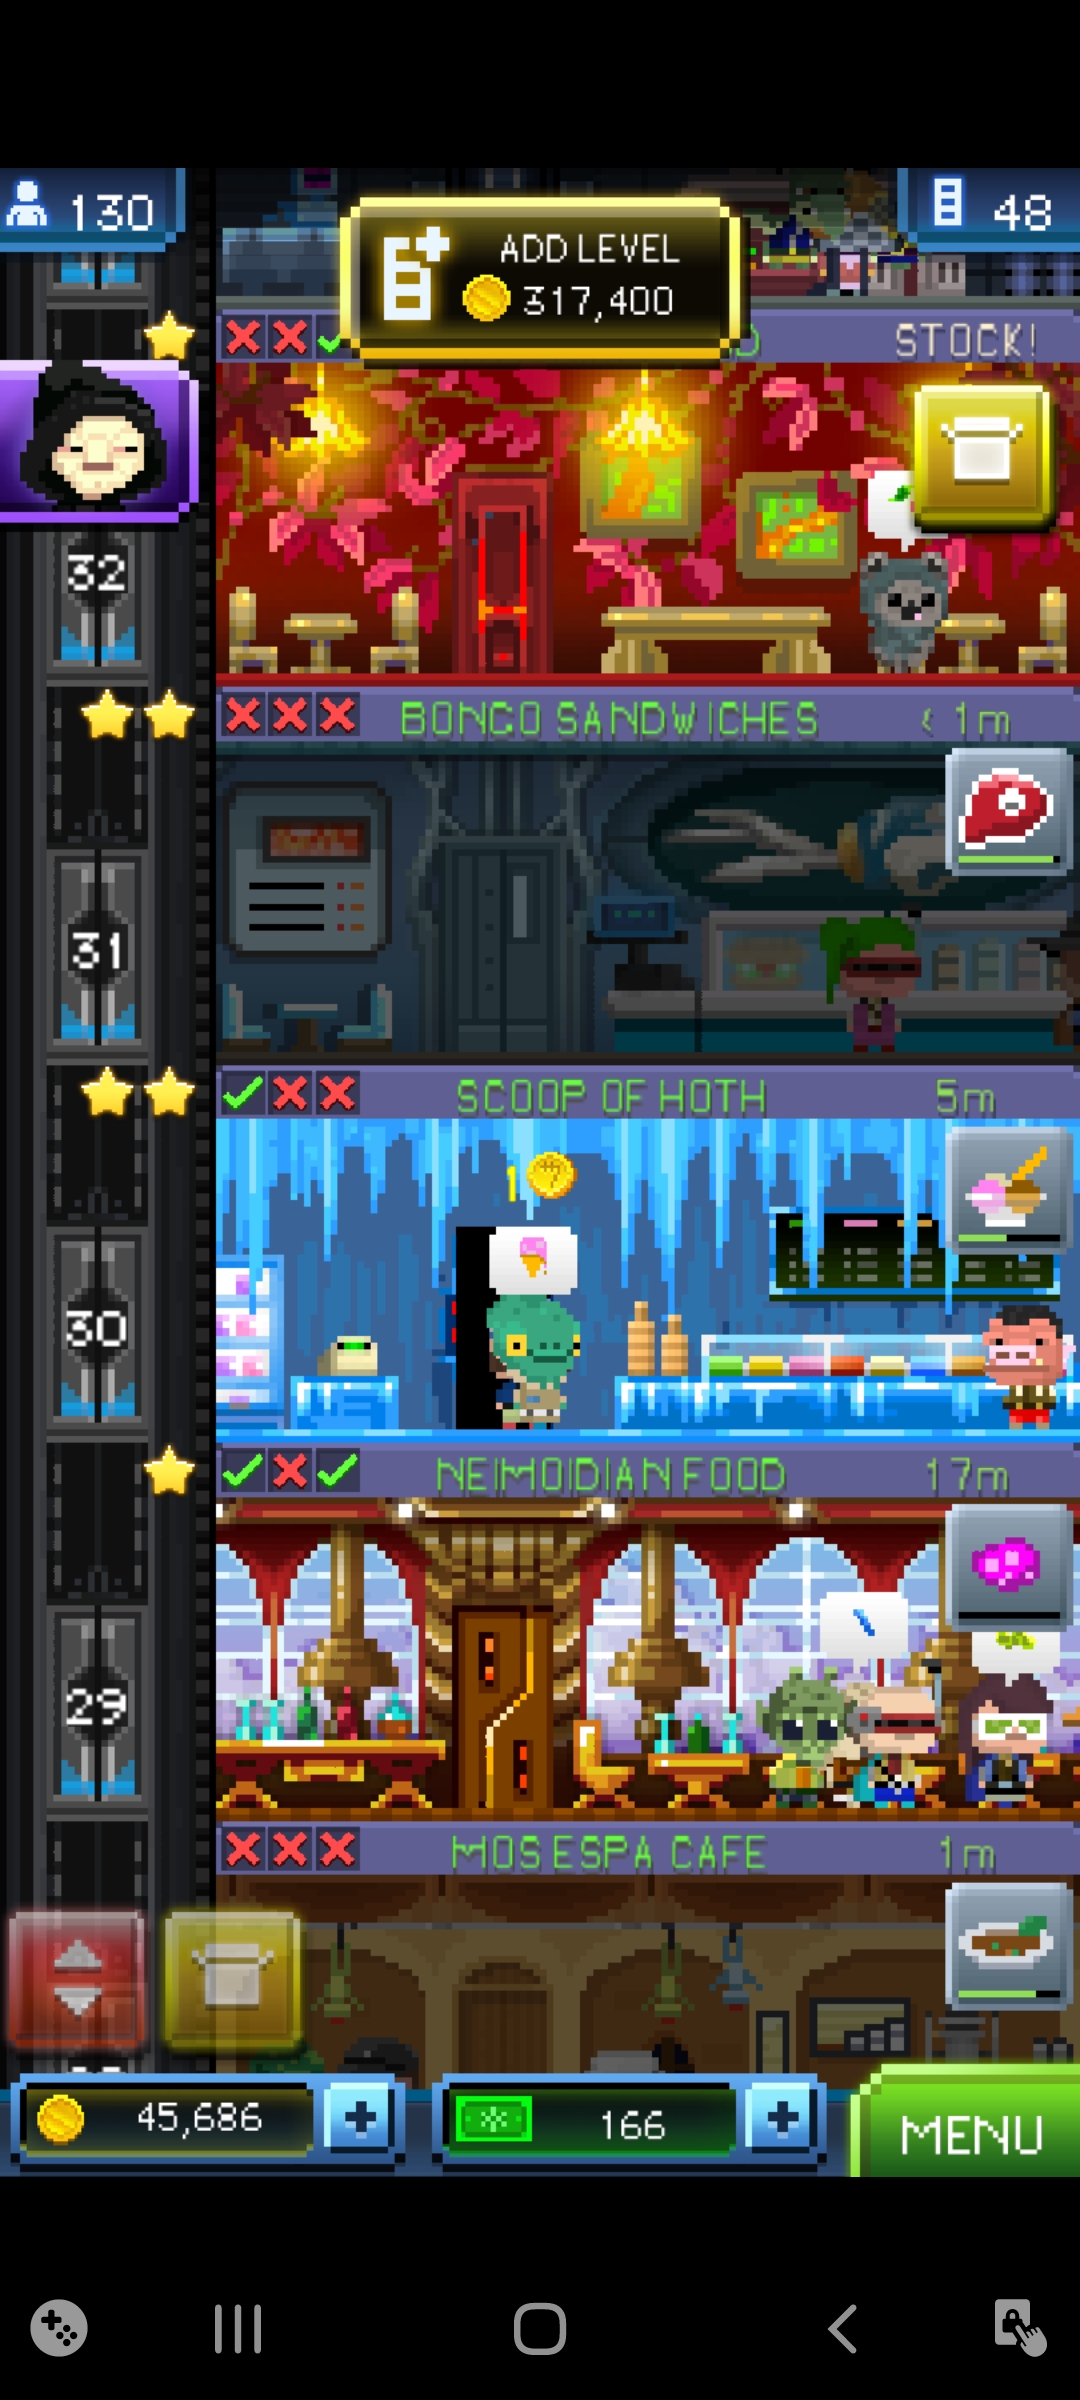 130
48
ADD LEVEL
317,400
STOCK!
32
BONGO SANDWICHES < 1m
31
SCOOP OF HOTH 5m
1
30
NEIMOIDIAN FOOD 17m
29
MOS ESPA CAFE 1m
45,686
166
MENU